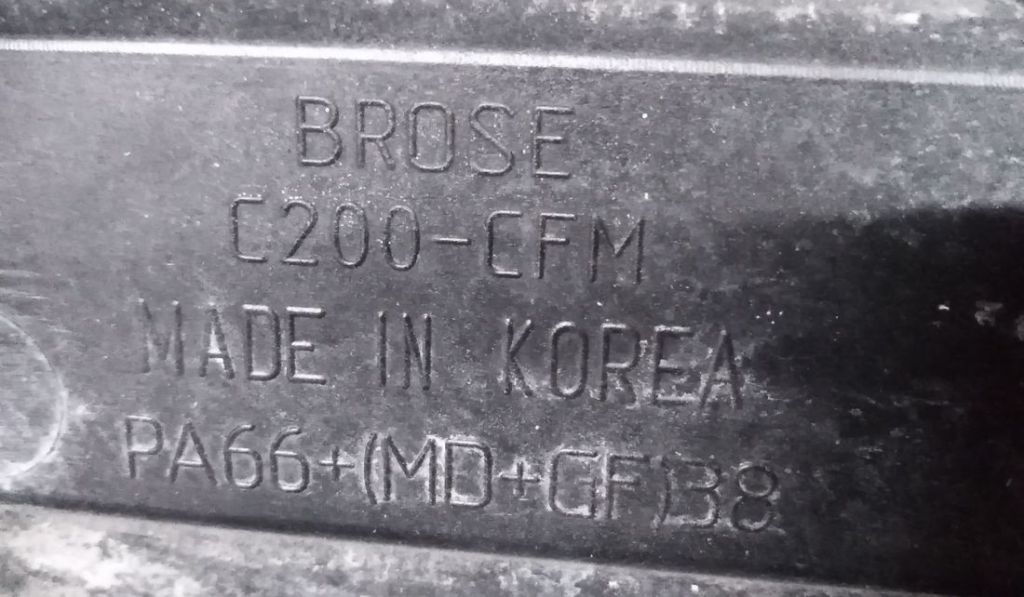 BROSE
C200-CFM
MADE IN KOREA
PA66+(MD+GF)38